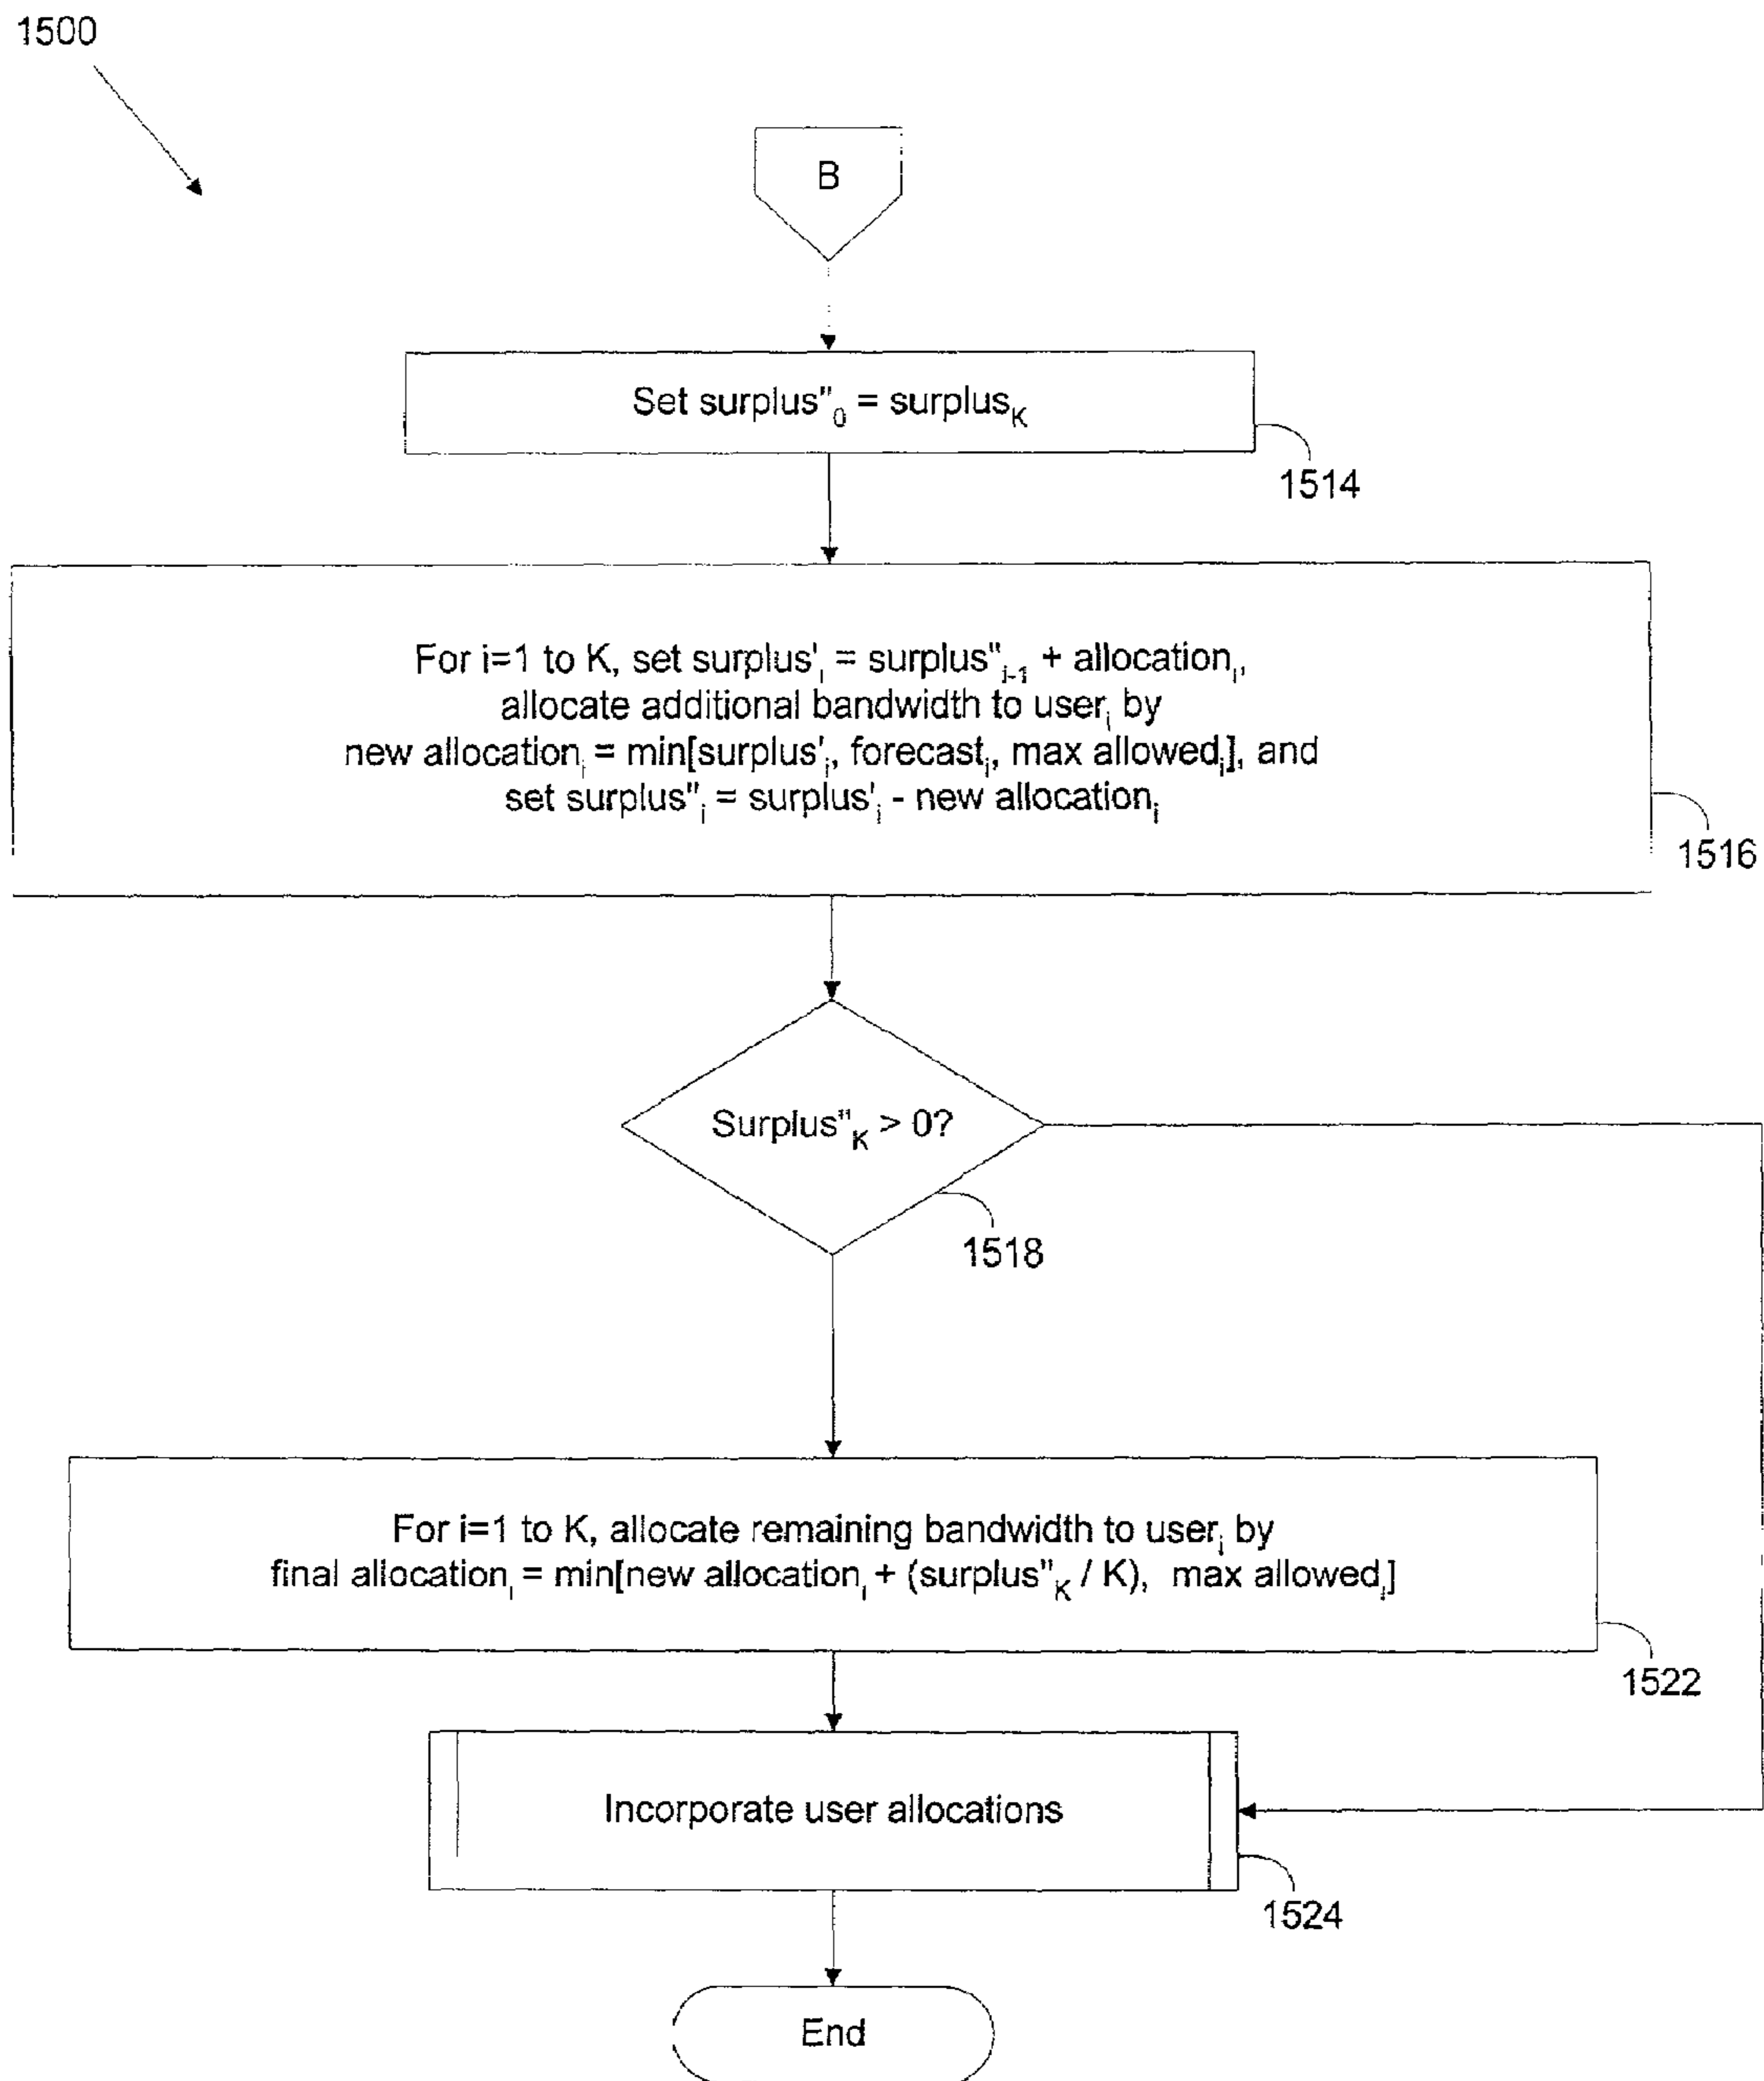 1500
B
Set surplus"₀ = surplusK
1514
For i=1 to K, set surplus'ᵢ = surplus"ᵢ₋₁ + allocationᵢ,
allocate additional bandwidth to userᵢ by
new allocationᵢ = min[surplus'ᵢ, forecastᵢ, max allowedᵢ], and
set surplus"ᵢ = surplus'ᵢ - new allocationᵢ
1516
Surplus"K > 0?
1518
For i=1 to K, allocate remaining bandwidth to userᵢ by
final allocationᵢ = min[new allocationᵢ + (surplus"K / K), max allowedᵢ]
1522
Incorporate user allocations
1524
End